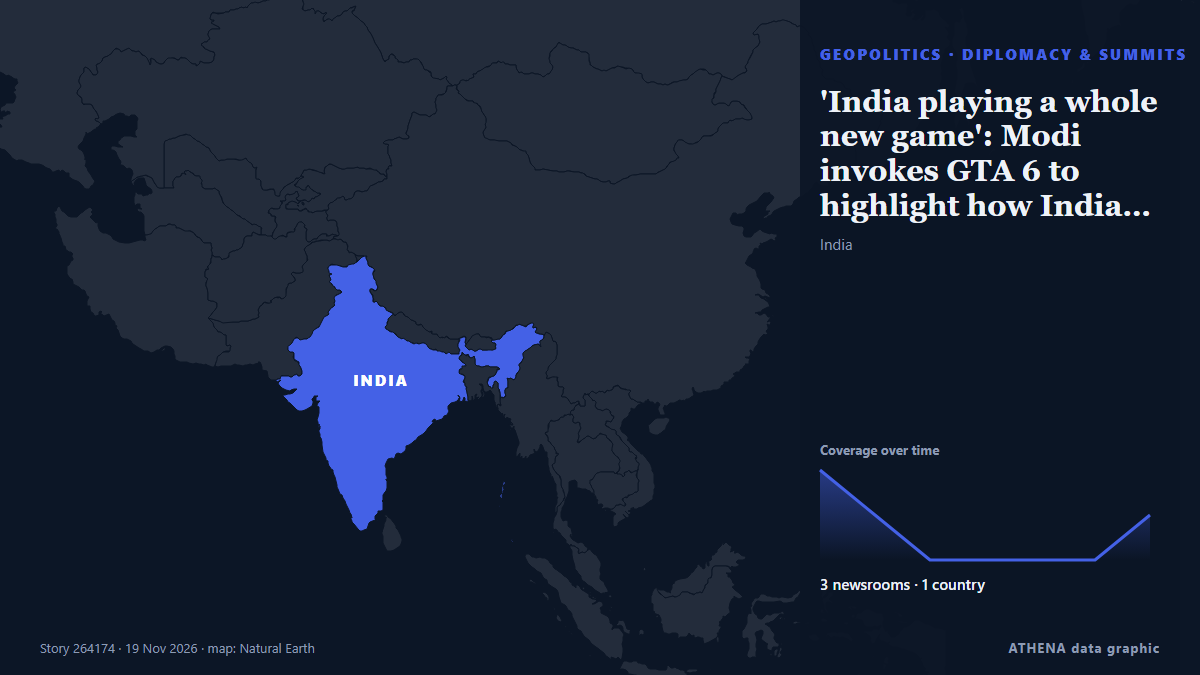 GEOPOLITICS · DIPLOMACY & SUMMITS
'India playing a whole
new game': Modi
invokes GTA 6 to
highlight how India...
India
INDIA
Coverage over time
3 newsrooms · 1 country
Story 264174 · 19 Nov 2026 · map: Natural Earth
ATHENA data graphic